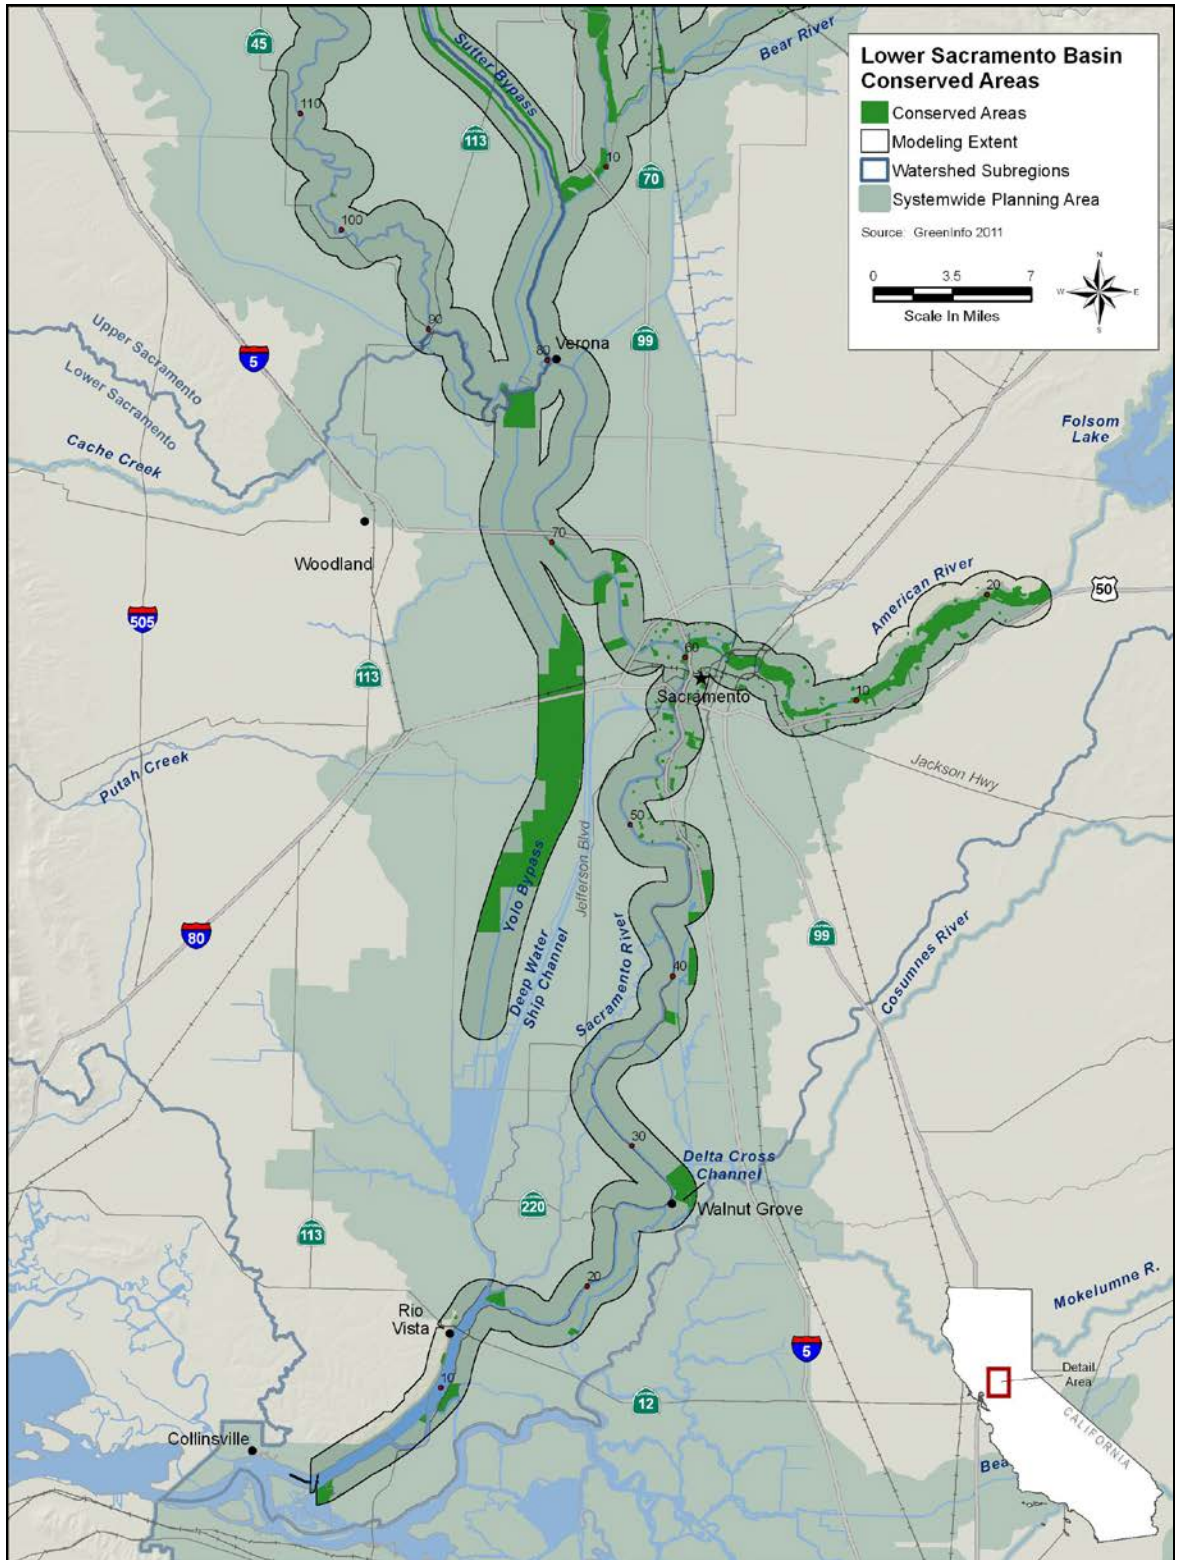 Lower Sacramento Basin
Conserved Areas
Conserved Areas
Modeling Extent
Watershed Subregions
Systemwide Planning Area
Source: GreenInfo 2011
0 3.5 7
Scale In Miles
N
W E
S
45
Sutter Bypass
Bear River
110
113
10
70
100
90
Upper Sacramento
Lower Sacramento
5
80
Verona
99
Cache Creek
Folsom
Lake
Woodland
70
American River
20
50
505
113
60
Sacramento
10
Jackson Hwy
Putah Creek
50
Jefferson Blvd
Yolo Bypass
Deep Water
Ship Channel
Sacramento River
80
99
Cosumnes River
40
30
Delta Cross
Channel
220
Walnut Grove
113
20
Mokelumne R.
Rio
Vista
5
Detail
Area
10
12
CALIFORNIA
Collinsville
Bea